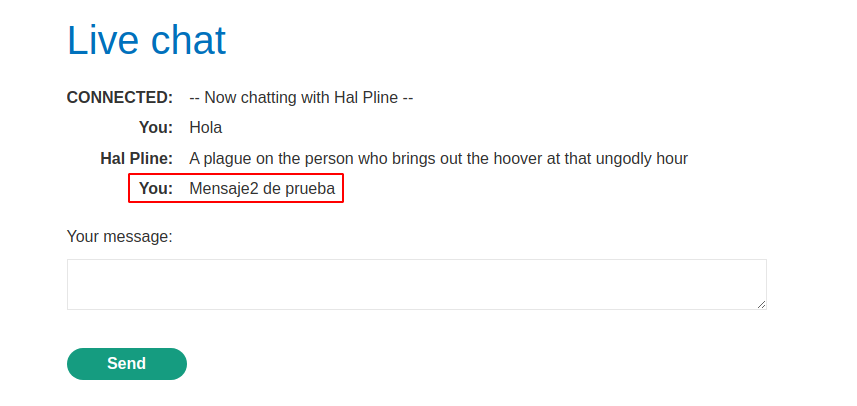 Live chat
CONNECTED: -- Now chatting with Hal Pline --
You: Hola
Hal Pline: A plague on the person who brings out the hoover at that ungodly hour
You: Mensaje2 de prueba
Your message:
Send